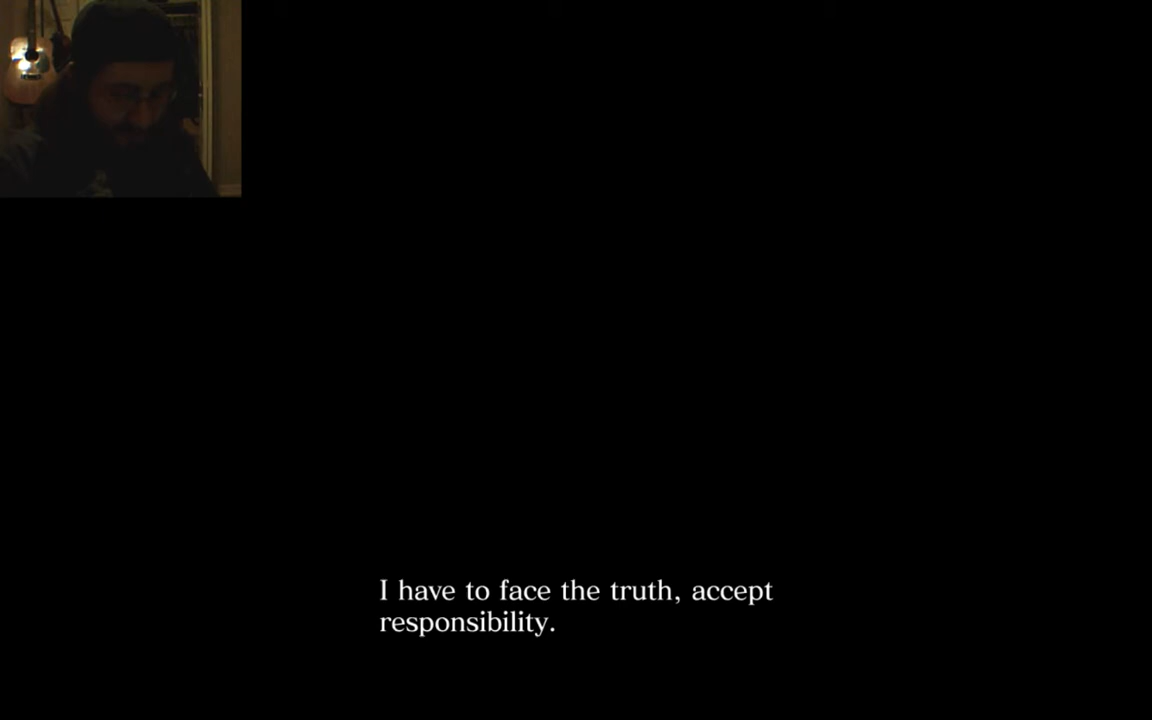 I have to face the truth, accept
responsibility.